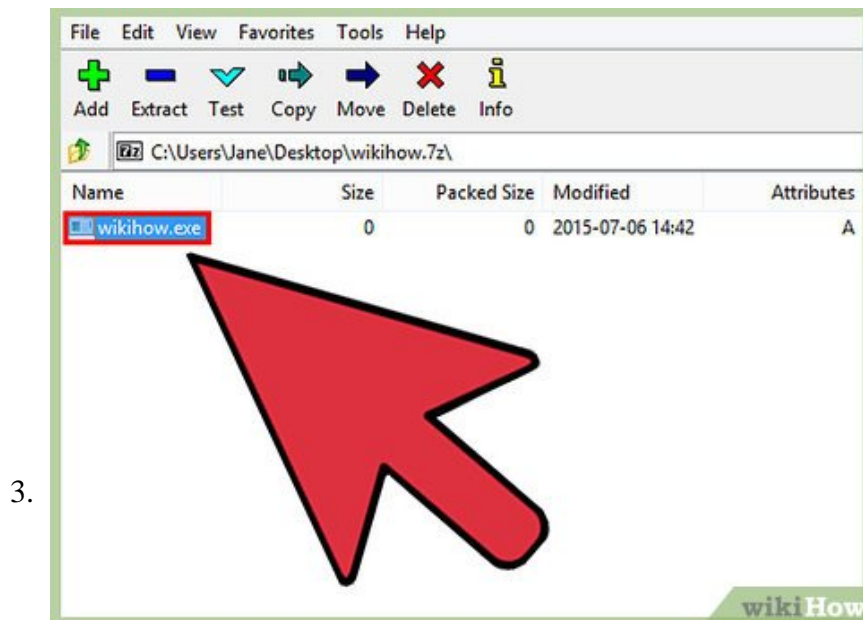 File Edit View Favorites Tools Help
Add Extract Test Copy Move Delete Info
7z C:\Users\Jane\Desktop\wikihow.7z\
Name Size Packed Size Modified Attributes
wikihow.exe 0 0 2015-07-06 14:42 A
3.
wikiHow